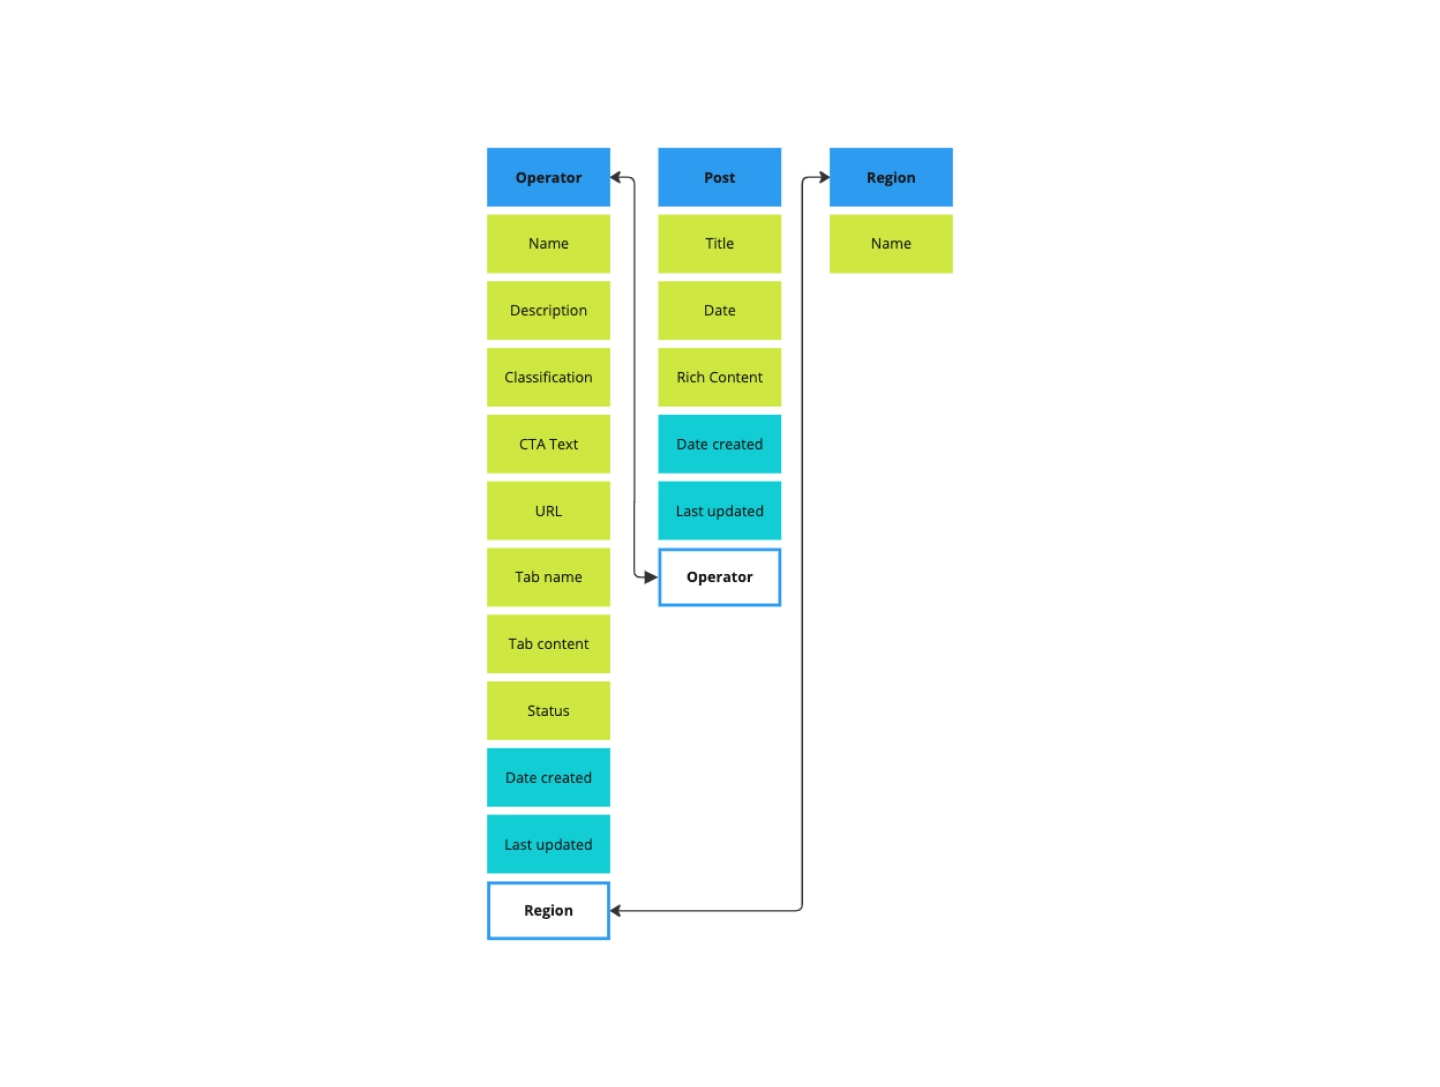 Operator
Name
Description
Classification
CTA Text
URL
Tab name
Tab content
Status
Date created
Last updated
Region
Post
Title
Date
Rich Content
Date created
Last updated
Operator
Region
Name